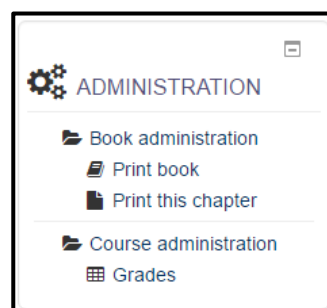 ADMINISTRATION
Book administration
Print book
Print this chapter
Course administration
Grades